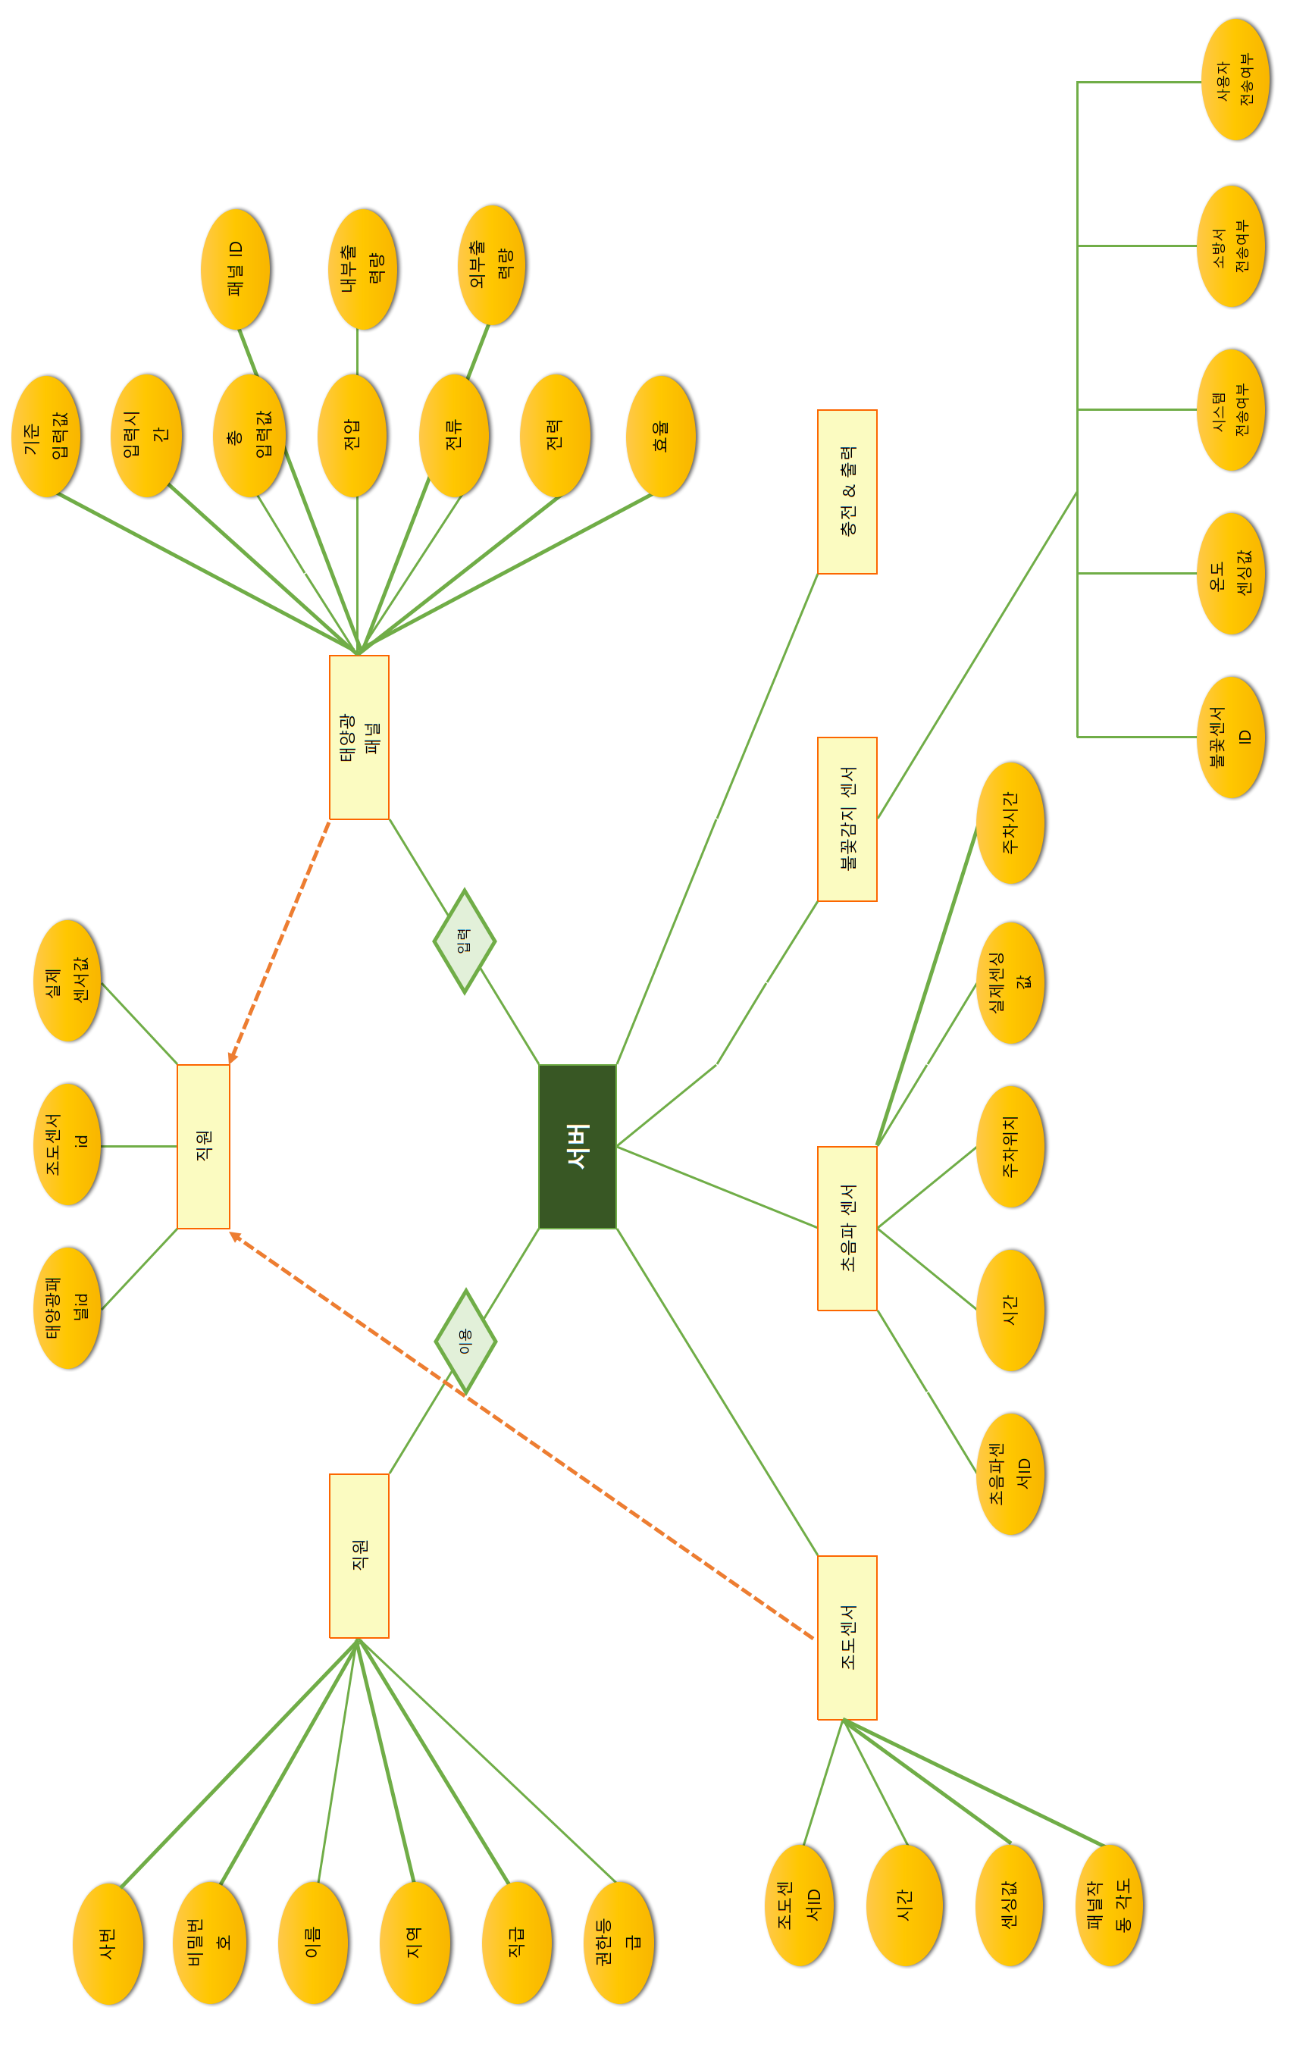 태양광패
널id
조도센서
id
실제
센서값
기준
입력값
입력시
간
총
입력값
패널 ID
전압
내부출
력량
전류
외부출
력량
전력
효율
직원
태양광
패널
입력
이용
직원
서버
사번
비밀번
호
이름
지역
직급
권한등
급
조도센서
초음파 센서
불꽃감지 센서
충전 & 출력
조도센
서ID
시간
센싱값
패널작
동 각도
초음파센
서ID
시간
주차위치
실제센싱
값
주차시간
불꽃센서
ID
온도
센싱값
시스템
전송여부
소방서
전송여부
사용자
전송여부